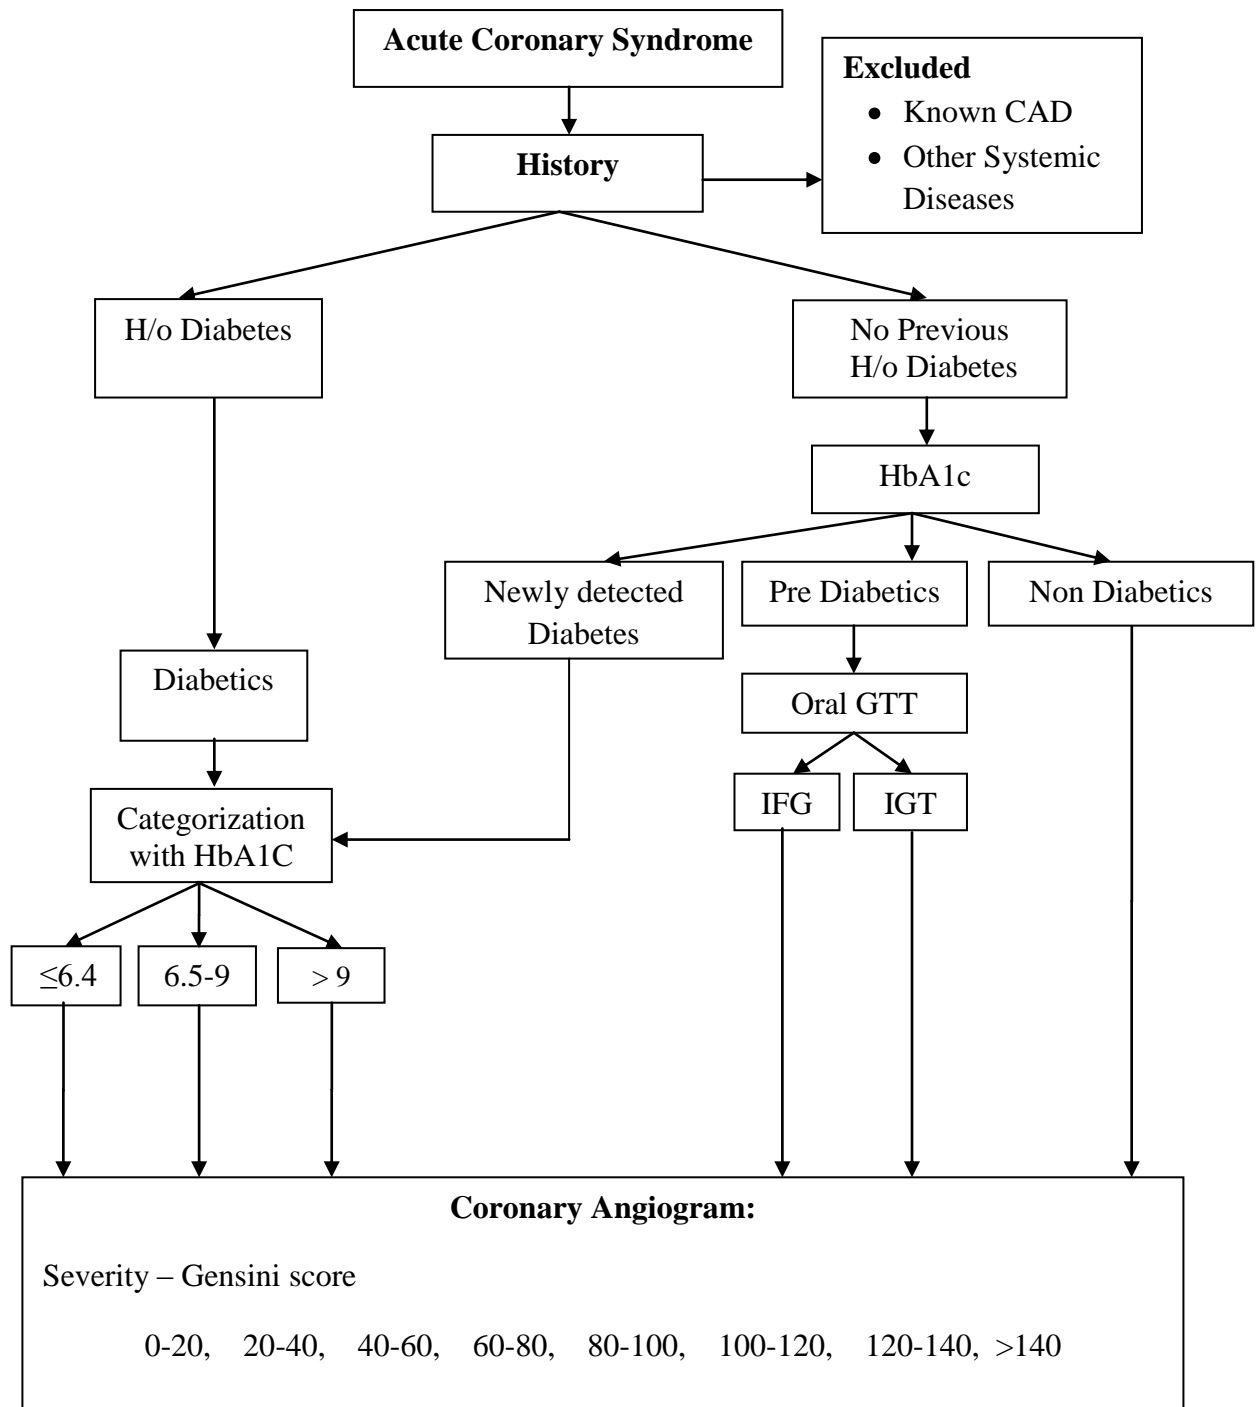 Acute Coronary Syndrome
Excluded
• Known CAD
• Other Systemic
Diseases
History
H/o Diabetes
No Previous
H/o Diabetes
HbA1c
Newly detected
Diabetes
Pre Diabetics
Non Diabetics
Diabetics
Oral GTT
IFG
IGT
Categorization
with HbA1C
≤6.4
6.5-9
> 9
Coronary Angiogram:
Severity – Gensini score
0-20, 20-40, 40-60, 60-80, 80-100, 100-120, 120-140, >140